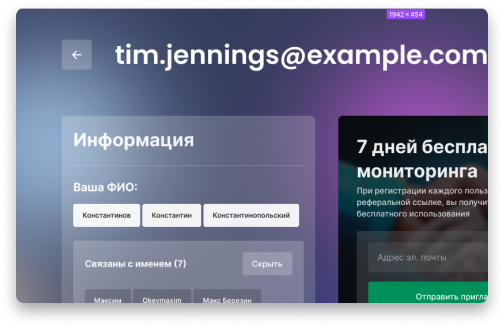 1942 × 454
←
tim.jennings@example.com
Информация
Ваша ФИО:
Константинов
Константин
Константинопольский
Связаны с именем (7)
Скрыть
Максим
Okeymaxim
Макс Березин
7 дней беспла
мониторинга
При регистрации каждого польз
реферальной ссылке, вы получит
бесплатного использования
Адрес эл. почты
Отправить пригла